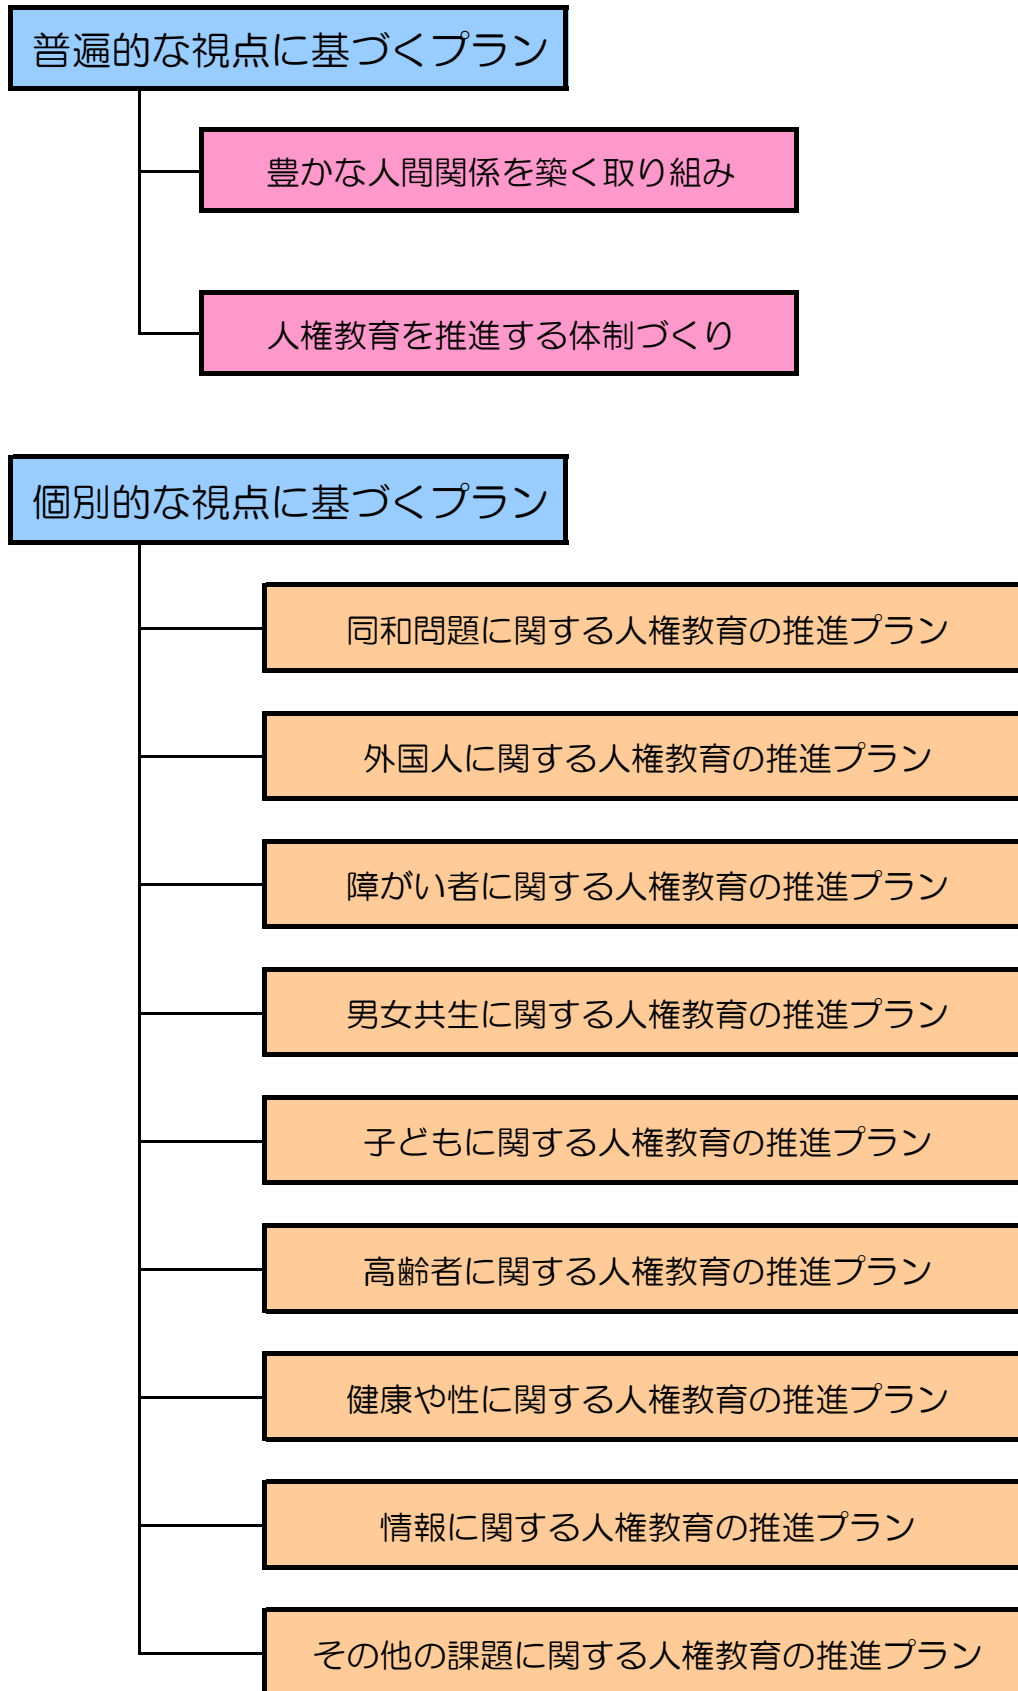 普遍的な視点に基づくプラン
豊かな人間関係を築く取り組み
人権教育を推進する体制づくり
個別的な視点に基づくプラン
同和問題に関する人権教育の推進プラン
外国人に関する人権教育の推進プラン
障がい者に関する人権教育の推進プラン
男女共生に関する人権教育の推進プラン
子どもに関する人権教育の推進プラン
高齢者に関する人権教育の推進プラン
健康や性に関する人権教育の推進プラン
情報に関する人権教育の推進プラン
その他の課題に関する人権教育の推進プラン